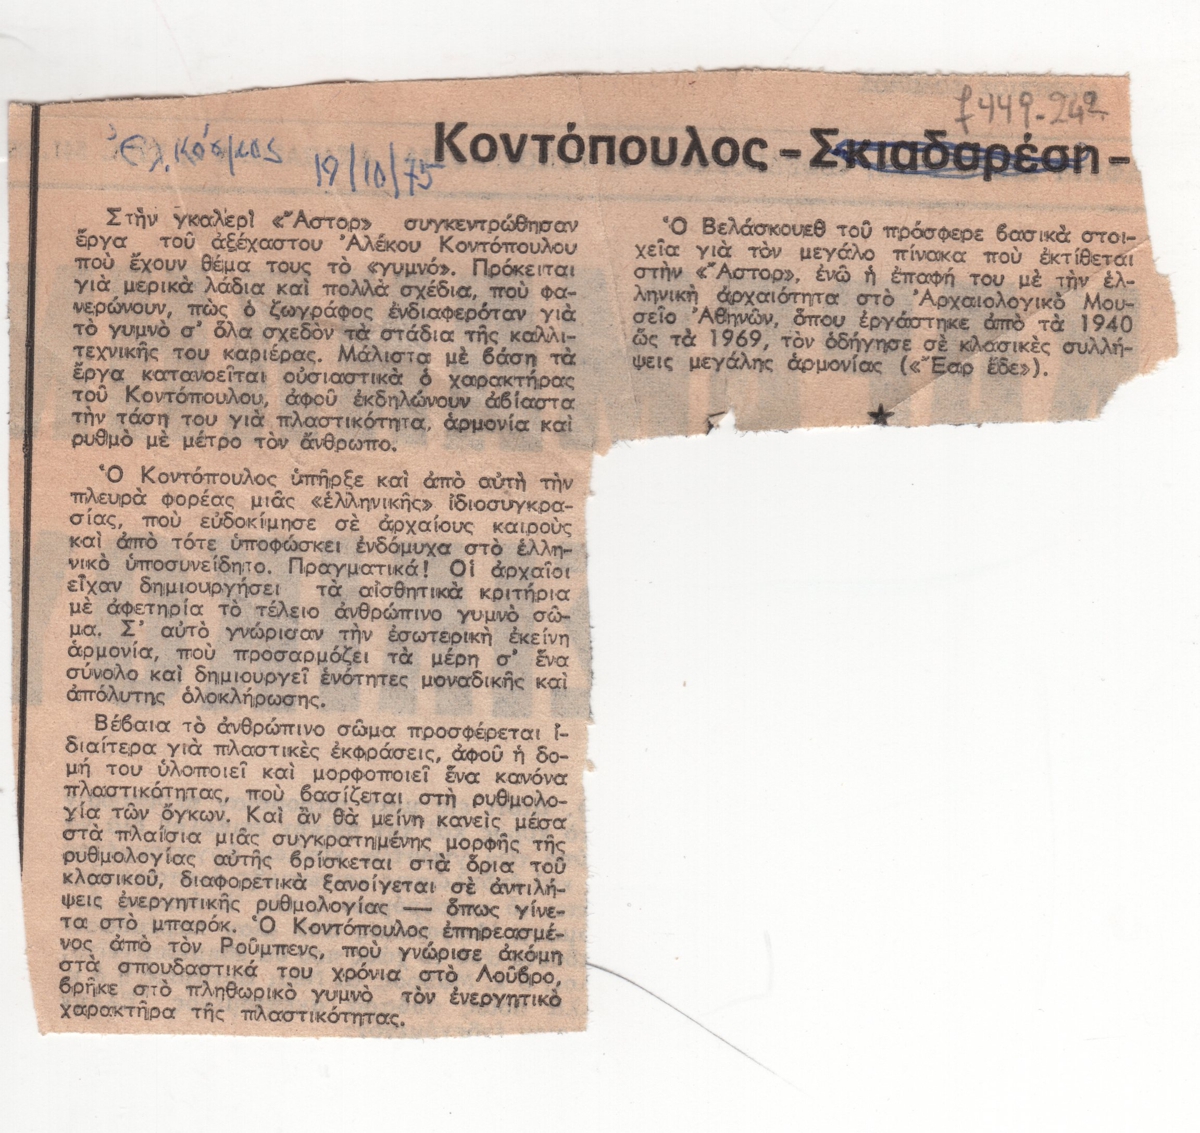 f 449-242
Ἐλ. Κόσμος 19/10/75
Κοντόπουλος – Σκιαδαρέση –
Στὴν γκαλερὶ «Ἄστορ» συγκεντρώθησαν
ἔργα τοῦ ἀξέχαστου Ἀλέκου Κοντόπουλου
ποὺ ἔχουν θέμα τους τὸ «γυμνό». Πρόκειται
γιὰ μερικὰ λάδια καὶ πολλὰ σχέδια, ποὺ φα-
νερώνουν, πὼς ὁ ζωγράφος ἐνδιαφερόταν γιὰ
τὸ γυμνὸ σ' ὅλα σχεδὸν τὰ στάδια τῆς καλλι-
τεχνικῆς του καριέρας. Μάλιστα μὲ βάση τὰ
ἔργα κατανοεῖται οὐσιαστικὰ ὁ χαρακτήρας
τοῦ Κοντόπουλου, ἀφοῦ ἐκδηλώνουν ἀβίαστα
τὴν τάση του γιὰ πλαστικότητα, ἁρμονία καὶ
ρυθμὸ μὲ μέτρο τὸν ἄνθρωπο.
Ὁ Κοντόπουλος ὑπῆρξε καὶ ἀπὸ αὐτὴ τὴν
πλευρὰ φορέας μιᾶς «ἑλληνικῆς» ἰδιοσυγκρα-
σίας, ποὺ εὐδοκίμησε σὲ ἀρχαίους καιροὺς
καὶ ἀπὸ τότε ὑποφώσκει ἐνδόμυχα στὸ ἑλλη-
νικὸ ὑποσυνείδητο. Πραγματικά! Οἱ ἀρχαῖοι
εἶχαν δημιουργήσει τὰ αἰσθητικὰ κριτήρια
μὲ ἀφετηρία τὸ τέλειο ἀνθρώπινο γυμνὸ σῶ-
μα. Σ' αὐτὸ γνώρισαν τὴν ἐσωτερικὴ ἐκείνη
ἁρμονία, ποὺ προσαρμόζει τὰ μέρη σ' ἕνα
σύνολο καὶ δημιουργεῖ ἑνότητες μοναδικῆς καὶ
ἀπόλυτης ὁλοκλήρωσης.
Βέβαια τὸ ἀνθρώπινο σῶμα προσφέρεται ἰ-
διαίτερα γιὰ πλαστικὲς ἐκφράσεις, ἀφοῦ ἡ δο-
μή του ὑλοποιεῖ καὶ μορφοποιεῖ ἕνα κανόνα
πλαστικότητας, ποὺ βασίζεται στὴ ρυθμολο-
γία τῶν ὄγκων. Καὶ ἂν θὰ μείνη κανεὶς μέσα
στὰ πλαίσια μιᾶς συγκρατημένης μορφῆς τῆς
ρυθμολογίας αὐτῆς βρίσκεται στὰ ὅρια τοῦ
κλασικοῦ, διαφορετικὰ ξανοίγεται σὲ ἀντιλή-
ψεις ἐνεργητικῆς ρυθμολογίας — ὅπως γίνε-
τα στὸ μπαρόκ. Ὁ Κοντόπουλος ἐπηρεασμέ-
νος ἀπὸ τὸν Ροῦμπενς, ποὺ γνώρισε ἀκόμη
στὰ σπουδαστικά του χρόνια στὸ Λοῦβρο,
βρῆκε στὸ πληθωρικὸ γυμνὸ τὸν ἐνεργητικὸ
χαρακτῆρα τῆς πλαστικότητας.
Ὁ Βελάσκουεθ τοῦ πρόσφερε βασικὰ στοι-
χεῖα γιὰ τὸν μεγάλο πίνακα ποὺ ἐκτίθεται
στὴν «Ἄστορ», ἐνῶ ἡ ἐπαφή του μὲ τὴν ἑλ-
ληνικὴ ἀρχαιότητα στὸ Ἀρχαιολογικὸ Μου-
σεῖο Ἀθηνῶν, ὅπου ἐργάστηκε ἀπὸ τὰ 1940
ὣς τὰ 1969, τὸν ὁδήγησε σὲ κλασικὲς συλλή-
ψεις μεγάλης ἁρμονίας («Ἔαρ ἔδε»).
★